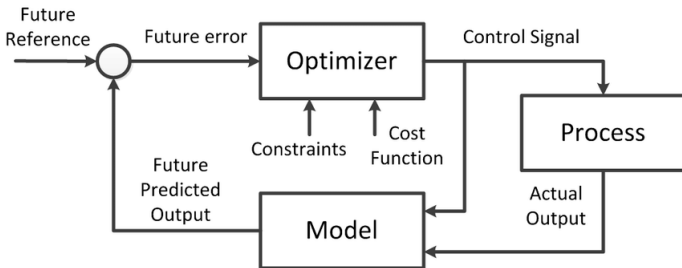 Future
Reference
Future error
Optimizer
Control Signal
Constraints
Cost
Function
Process
Future
Predicted
Output
Model
Actual
Output